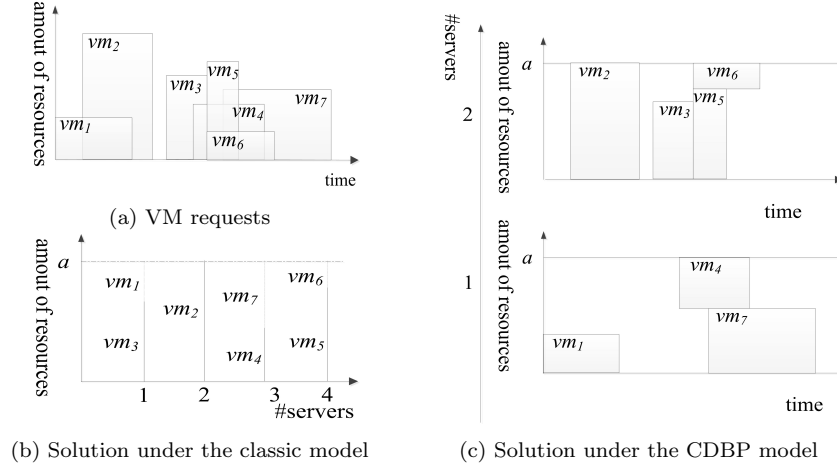 amout of resources
vm2
vm5
vm3
vm7
vm4
vm1
vm6
time
(a) VM requests
amout of resources
a
vm1
vm6
vm7
vm2
vm3
vm5
vm4
1
2
3
4
#servers
(b) Solution under the classic model
#servers
2
amout of resources
a
vm2
vm6
vm5
vm3
time
1
amout of resources
a
vm4
vm7
vm1
time
(c) Solution under the CDBP model